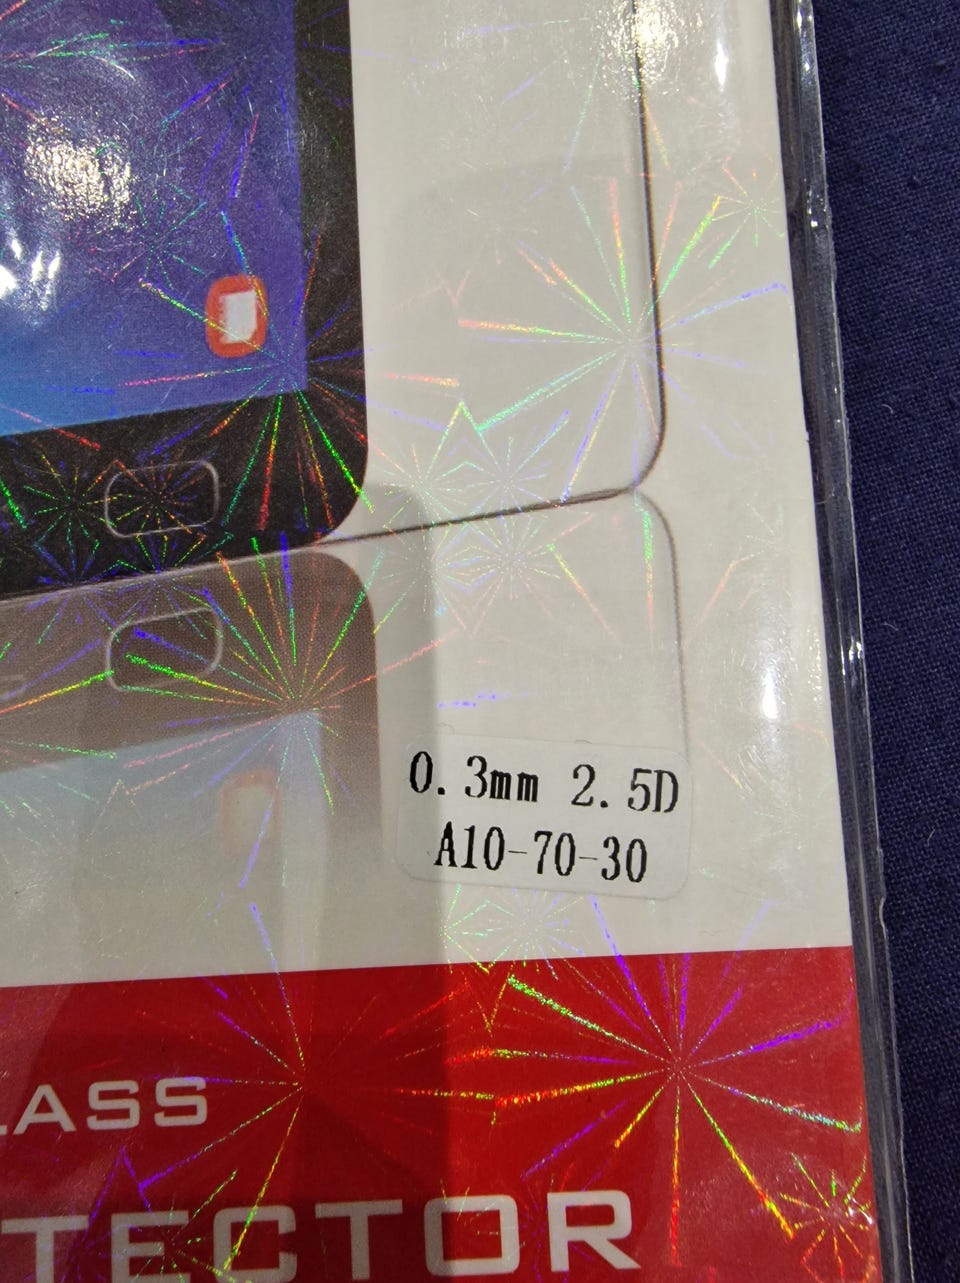 0.3mm 2.5D
A10-70-30
LASS
TECTOR